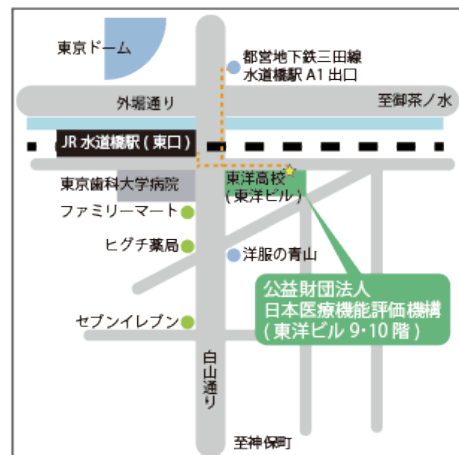 東京ドーム
都営地下鉄三田線
水道橋駅 A1 出口
外堀通り
至御茶ノ水
JR 水道橋駅 ( 東口 )
東京歯科大学病院
東洋高校
( 東洋ビル )
ファミリーマート
ヒグチ薬局
洋服の青山
公益財団法人
日本医療機能評価機構
( 東洋ビル 9・10 階 )
セブンイレブン
白山通り
至神保町